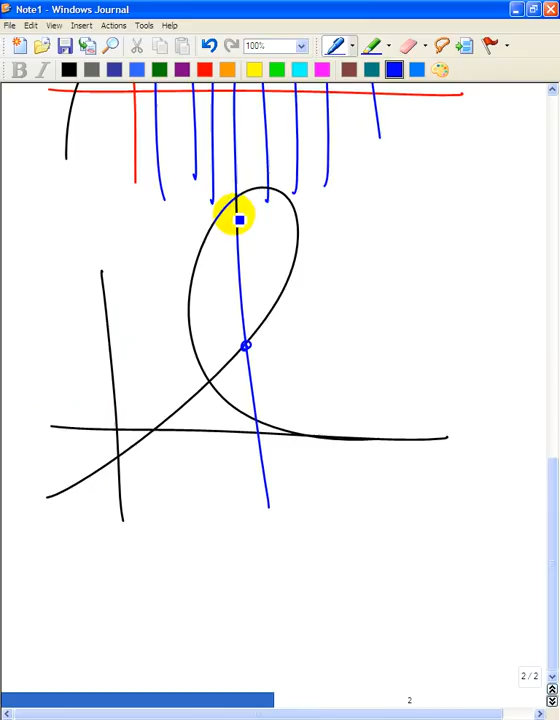 Note1 - Windows Journal
File Edit View Insert Actions Tools Help
100%
B I
2 / 2
2